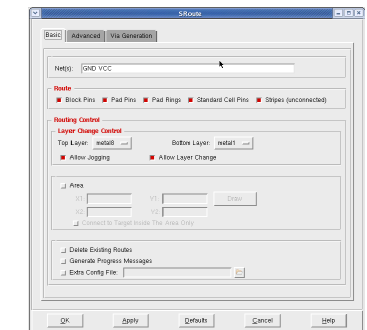 SRoute
Basic Advanced Via Generation
Net(s): GND VCC
Route
Block Pins Pad Pins Pad Rings Standard Cell Pins Stripes (unconnected)
Routing Control
Layer Change Control
Top Layer: metal8 Bottom Layer: metal1
Allow Jogging Allow Layer Change
Area
X1: Y1: Draw
X2: Y2:
Connect to Target Inside The Area Only
Delete Existing Routes
Generate Progress Messages
Extra Config File:
OK Apply Defaults Cancel Help